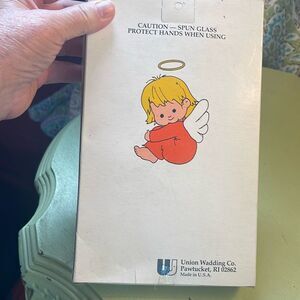 CAUTION — SPUN GLASS
PROTECT HANDS WHEN USING
Union Wadding Co.
Pawtucket, RI 02862
Made in U.S.A.